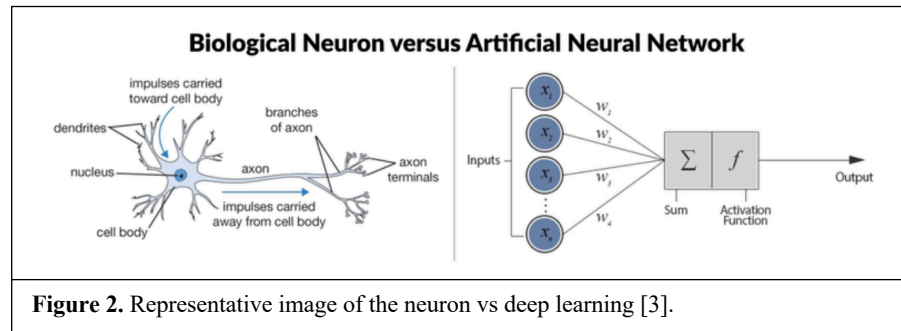 Biological Neuron versus Artificial Neural Network
impulses carried
toward cell body
dendrites
nucleus
cell body
axon
impulses carried
away from cell body
branches
of axon
axon
terminals
Inputs
x₁
x₂
x₃
⋮
xₙ
w₁
w₂
w₃
w₄
Σ
f
Sum
Activation
Function
Output
Figure 2. Representative image of the neuron vs deep learning [3].